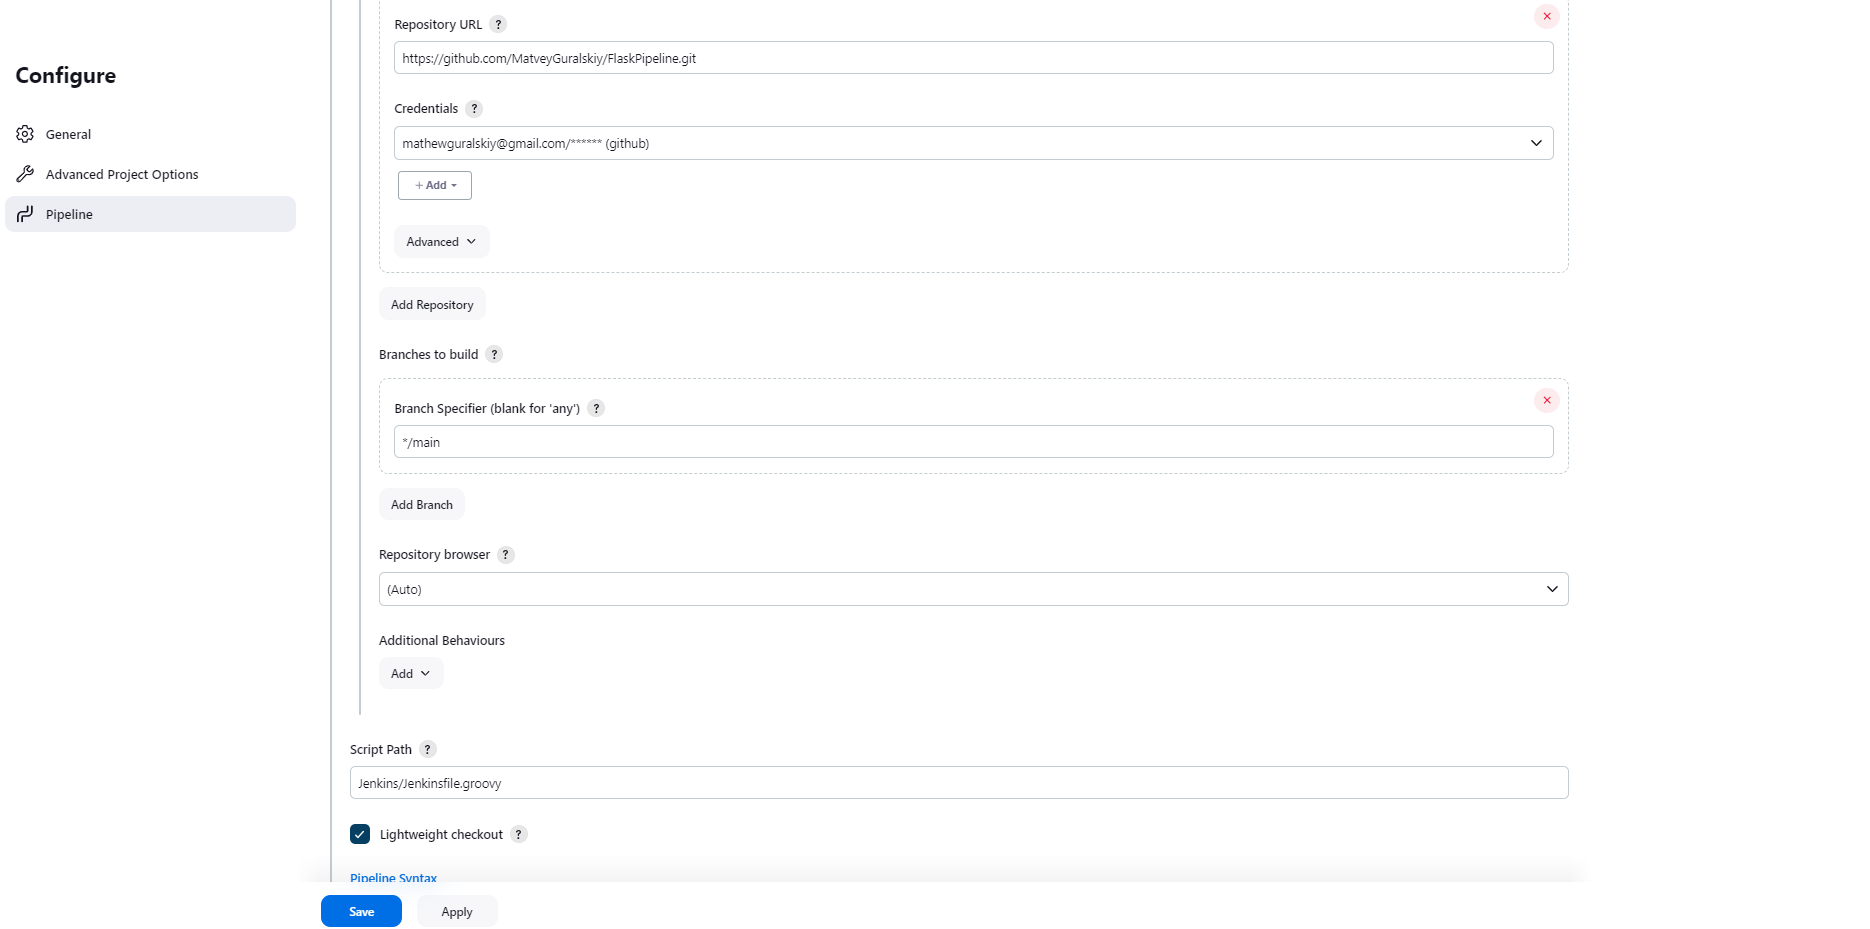 Configure
General
Advanced Project Options
Pipeline
Repository URL ?
https://github.com/MatveyGuralskiy/FlaskPipeline.git
Credentials ?
mathewguralskiy@gmail.com/****** (github)
+ Add
Advanced
Add Repository
Branches to build ?
Branch Specifier (blank for 'any') ?
*/main
Add Branch
Repository browser ?
(Auto)
Additional Behaviours
Add
Script Path ?
Jenkins/Jenkinsfile.groovy
Lightweight checkout ?
Pipeline Syntax
Save
Apply